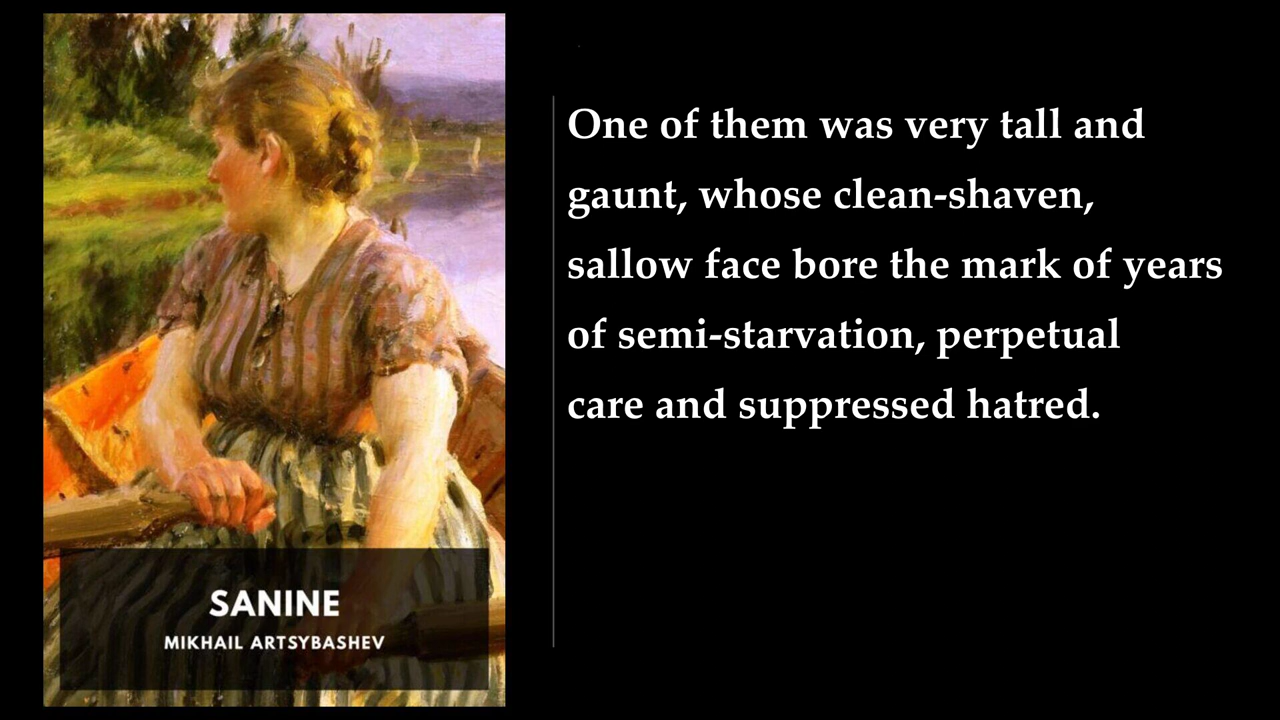 SANINE
MIKHAIL ARTSYBASHEV
One of them was very tall and
gaunt, whose clean-shaven,
sallow face bore the mark of years
of semi-starvation, perpetual
care and suppressed hatred.